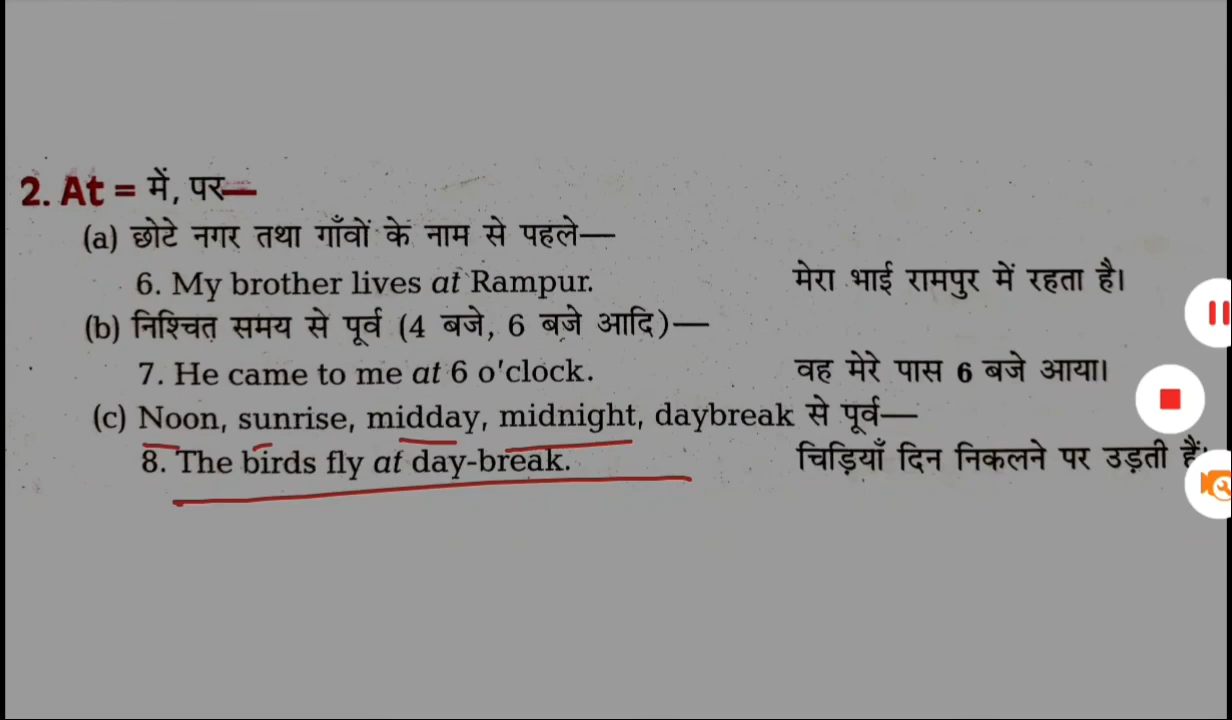 2. At = में, पर—
(a) छोटे नगर तथा गाँवों के नाम से पहले—
6. My brother lives at Rampur. मेरा भाई रामपुर में रहता है।
(b) निश्चित समय से पूर्व (4 बजे, 6 बजे आदि)—
7. He came to me at 6 o'clock. वह मेरे पास 6 बजे आया।
(c) Noon, sunrise, midday, midnight, daybreak से पूर्व—
8. The birds fly at day-break. चिड़ियाँ दिन निकलने पर उड़ती हैं